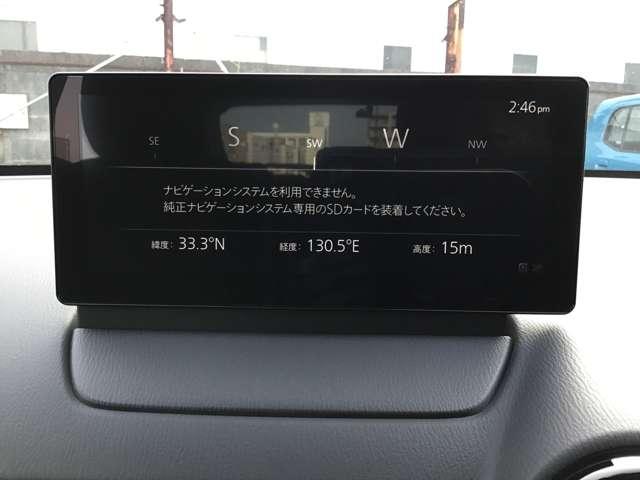 2:46pm
SE S SW W NW
ナビゲーションシステムを利用できません。
純正ナビゲーションシステム専用のSDカードを装着してください。
緯度: 33.3°N 経度: 130.5°E 高度: 15m